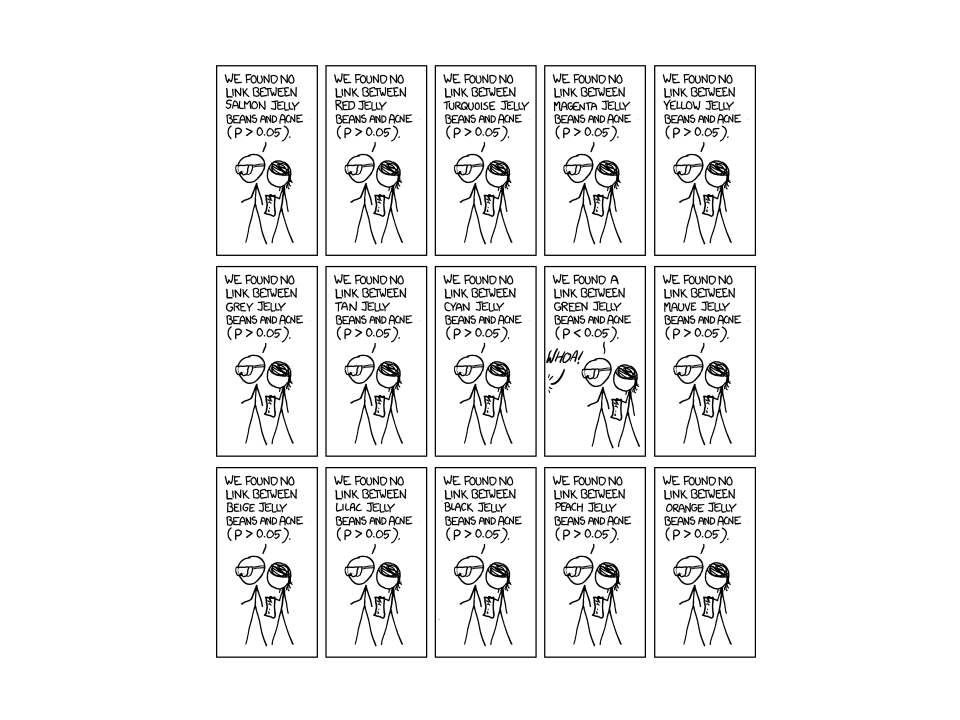 WE FOUND NO
LINK BETWEEN
SALMON JELLY
BEANS AND ACNE
(P > 0.05).
WE FOUND NO
LINK BETWEEN
RED JELLY
BEANS AND ACNE
(P > 0.05).
WE FOUND NO
LINK BETWEEN
TURQUOISE JELLY
BEANS AND ACNE
(P > 0.05).
WE FOUND NO
LINK BETWEEN
MAGENTA JELLY
BEANS AND ACNE
(P > 0.05).
WE FOUND NO
LINK BETWEEN
YELLOW JELLY
BEANS AND ACNE
(P > 0.05).
WE FOUND NO
LINK BETWEEN
GREY JELLY
BEANS AND ACNE
(P > 0.05).
WE FOUND NO
LINK BETWEEN
TAN JELLY
BEANS AND ACNE
(P > 0.05).
WE FOUND NO
LINK BETWEEN
CYAN JELLY
BEANS AND ACNE
(P > 0.05).
WE FOUND A
LINK BETWEEN
GREEN JELLY
BEANS AND ACNE
(P < 0.05).
WHOA!
WE FOUND NO
LINK BETWEEN
MAUVE JELLY
BEANS AND ACNE
(P > 0.05).
WE FOUND NO
LINK BETWEEN
BEIGE JELLY
BEANS AND ACNE
(P > 0.05).
WE FOUND NO
LINK BETWEEN
LILAC JELLY
BEANS AND ACNE
(P > 0.05).
WE FOUND NO
LINK BETWEEN
BLACK JELLY
BEANS AND ACNE
(P > 0.05).
WE FOUND NO
LINK BETWEEN
PEACH JELLY
BEANS AND ACNE
(P > 0.05).
WE FOUND NO
LINK BETWEEN
ORANGE JELLY
BEANS AND ACNE
(P > 0.05).